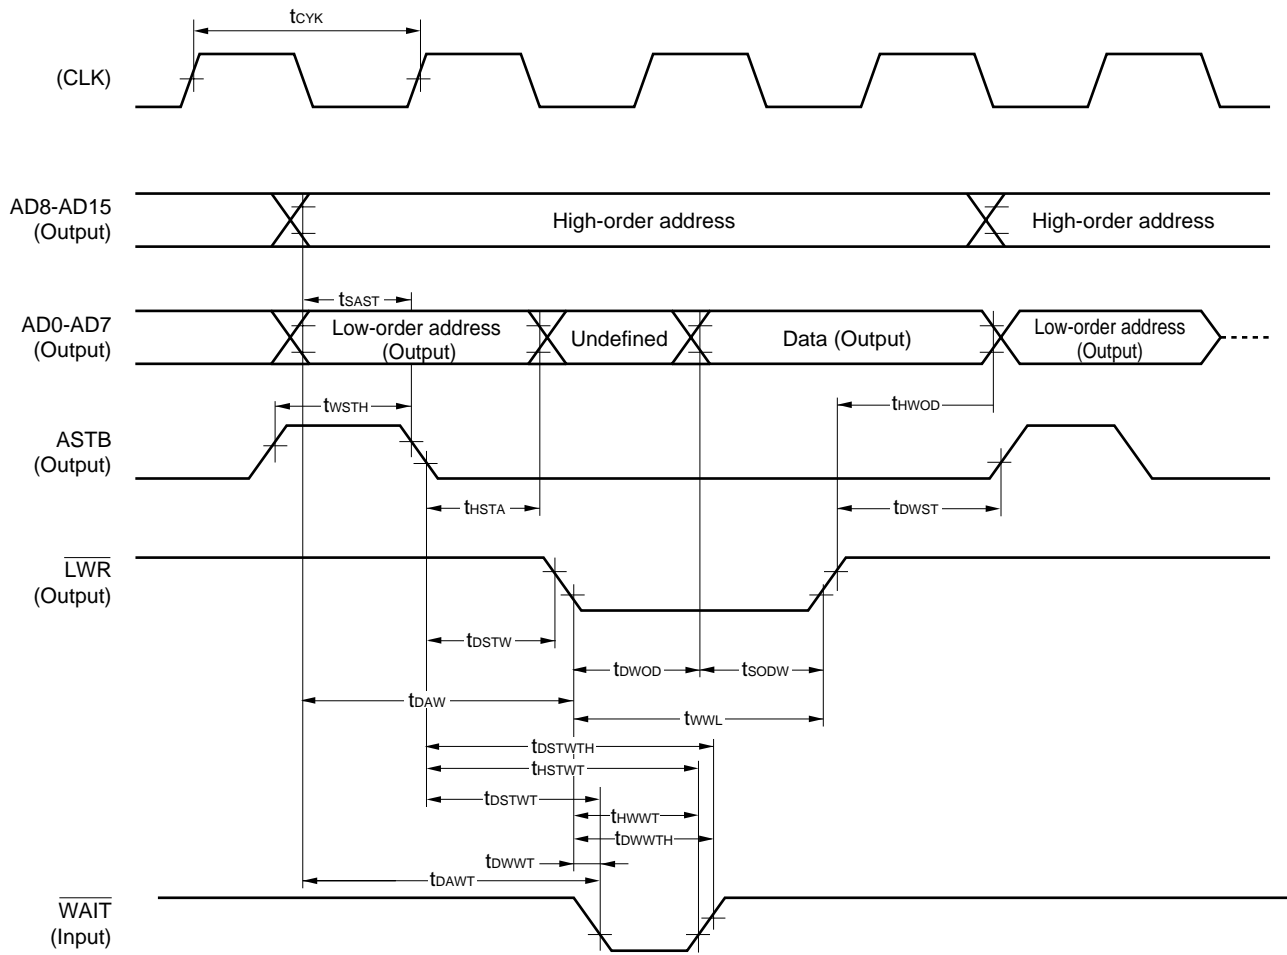 tCYK
(CLK)
AD8-AD15
(Output)
High-order address
High-order address
tSAST
AD0-AD7
(Output)
Low-order address
(Output)
Undefined
Data (Output)
Low-order address
(Output)
tWSTH
tHWOD
ASTB
(Output)
tHSTA
tDWST
LWR
(Output)
tDSTW
tDWOD
tSODW
tDAW
tWWL
tDSTWTH
tHSTWT
tDSTWT
tHWWT
tDWWTH
tDWWT
tDAWT
WAIT
(Input)